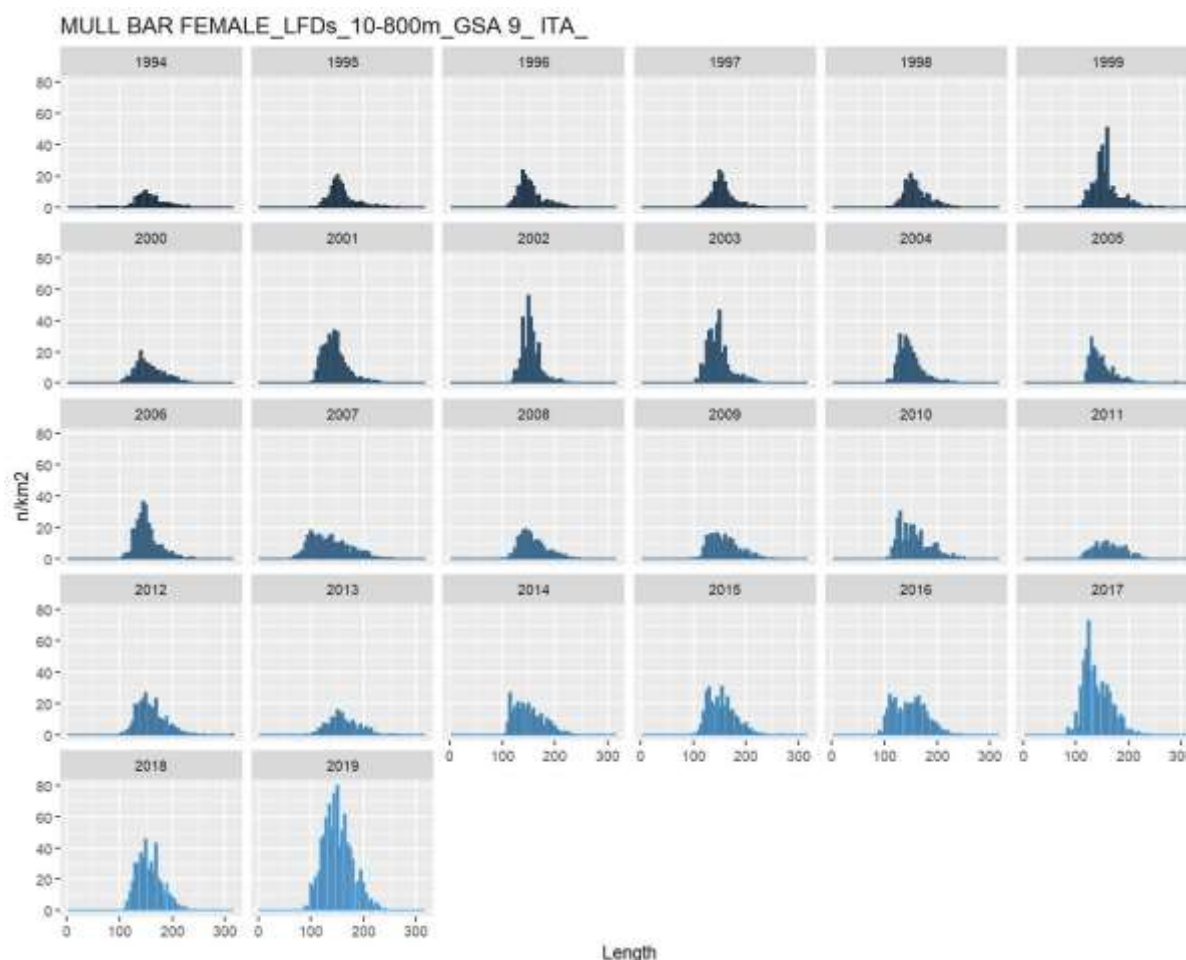 MULL BAR FEMALE_LFDs_10-800m_GSA 9_ ITA_
1994 1995 1996 1997 1998 1999
80
60
40
20
0
2000 2001 2002 2003 2004 2005
80
60
40
20
0
2006 2007 2008 2009 2010 2011
80
60
40
20
0
n/km2
2012 2013 2014 2015 2016 2017
80
60
40
20
0
0 100 200 300 0 100 200 300 0 100 200 300 0 100 200 300
2018 2019
80
60
40
20
0
0 100 200 300 0 100 200 300
Length